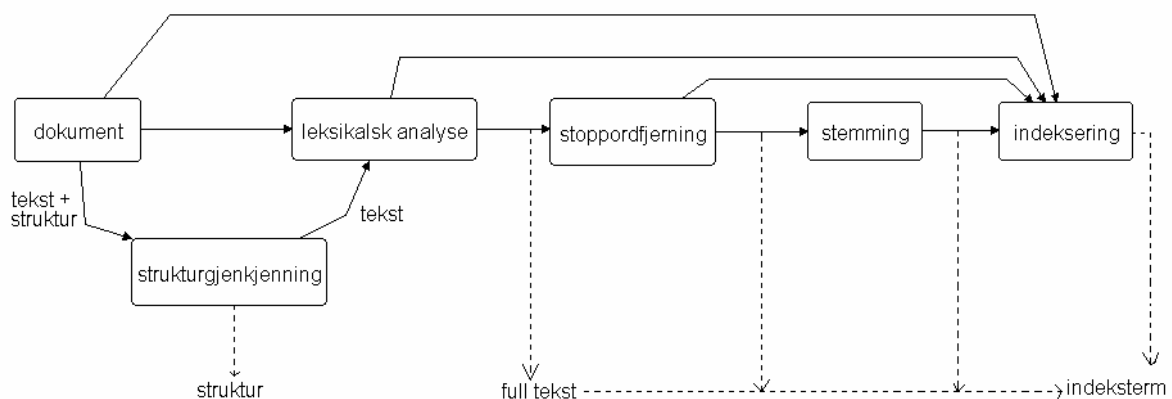 dokument
leksikalsk analyse
stoppordfjerning
stemming
indeksering
tekst +
struktur
tekst
strukturgjenkjenning
struktur
full tekst
indeksterm